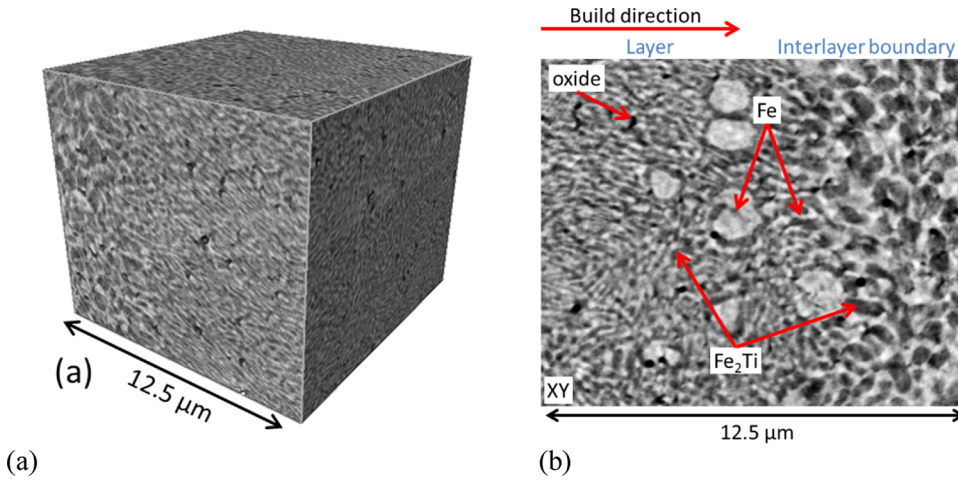 Build direction
Layer
Interlayer boundary
oxide
Fe
Fe₂Ti
XY
12.5 µm
(a)
12.5 µm
(a)
(b)